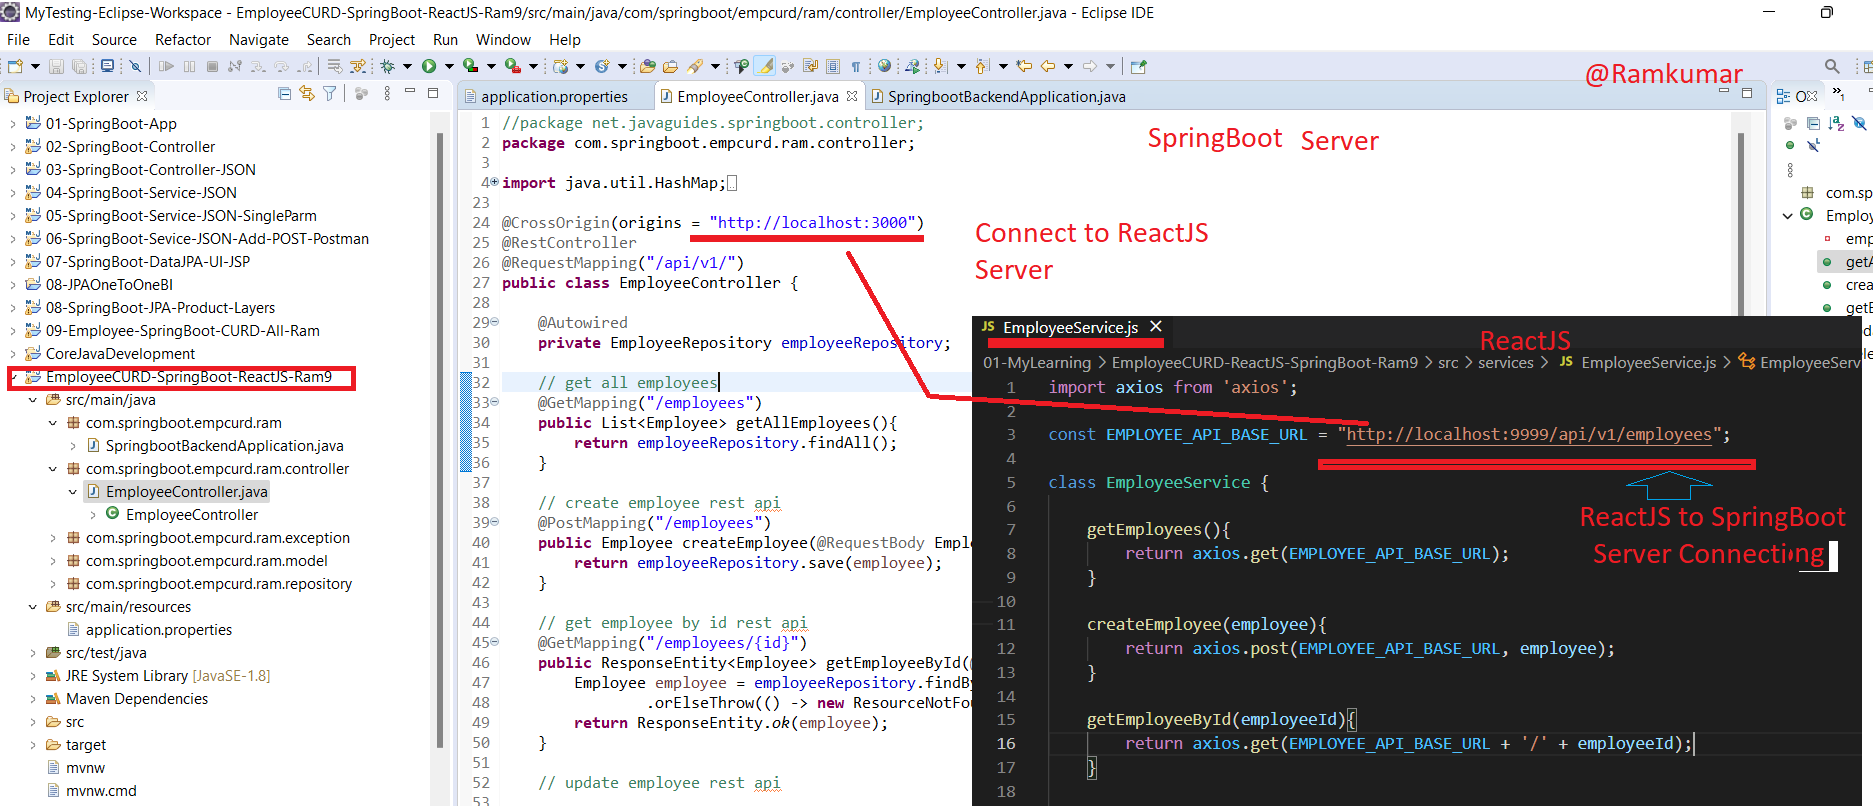 MyTesting-Eclipse-Workspace - EmployeeCURD-SpringBoot-ReactJS-Ram9/src/main/java/com/springboot/empcurd/ram/controller/EmployeeController.java - Eclipse IDE
File Edit Source Refactor Navigate Search Project Run Window Help
@Ramkumar
Project Explorer
01-SpringBoot-App
02-SpringBoot-Controller
03-SpringBoot-Controller-JSON
04-SpringBoot-Service-JSON
05-SpringBoot-Service-JSON-SingleParm
06-SpringBoot-Sevice-JSON-Add-POST-Postman
07-SpringBoot-DataJPA-UI-JSP
08-JPAOneToOneBI
08-SpringBoot-JPA-Product-Layers
09-Employee-SpringBoot-CURD-All-Ram
CoreJavaDevelopment
EmployeeCURD-SpringBoot-ReactJS-Ram9
src/main/java
com.springboot.empcurd.ram
SpringbootBackendApplication.java
com.springboot.empcurd.ram.controller
EmployeeController.java
EmployeeController
com.springboot.empcurd.ram.exception
com.springboot.empcurd.ram.model
com.springboot.empcurd.ram.repository
src/main/resources
application.properties
src/test/java
JRE System Library [JavaSE-1.8]
Maven Dependencies
src
target
mvnw
mvnw.cmd
application.properties EmployeeController.java SpringbootBackendApplication.java
1 //package net.javaguides.springboot.controller;
2 package com.springboot.empcurd.ram.controller;
3
4 import java.util.HashMap;
23
24 @CrossOrigin(origins = "http://localhost:3000")
25 @RestController
26 @RequestMapping("/api/v1/")
27 public class EmployeeController {
28
29 @Autowired
30 private EmployeeRepository employeeRepository;
31
32 // get all employees
33 @GetMapping("/employees")
34 public List<Employee> getAllEmployees(){
35 return employeeRepository.findAll();
36 }
37
38 // create employee rest api
39 @PostMapping("/employees")
40 public Employee createEmployee(@RequestBody Empl
41 return employeeRepository.save(employee);
42 }
43
44 // get employee by id rest api
45 @GetMapping("/employees/{id}")
46 public ResponseEntity<Employee> getEmployeeById(@
47 Employee employee = employeeRepository.findBy
48 .orElseThrow(() -> new ResourceNotFou
49 return ResponseEntity.ok(employee);
50 }
51
52 // update employee rest api
53
SpringBoot Server
Connect to ReactJS
Server
EmployeeService.js
ReactJS
01-MyLearning > EmployeeCURD-ReactJS-SpringBoot-Ram9 > src > services > JS EmployeeService.js > EmployeeServ
1 import axios from 'axios';
2
3 const EMPLOYEE_API_BASE_URL = "http://localhost:9999/api/v1/employees";
4
5 class EmployeeService {
6
7 getEmployees(){
8 return axios.get(EMPLOYEE_API_BASE_URL);
9 }
10
11 createEmployee(employee){
12 return axios.post(EMPLOYEE_API_BASE_URL, employee);
13 }
14
15 getEmployeeById(employeeId){
16 return axios.get(EMPLOYEE_API_BASE_URL + '/' + employeeId);
17 }
18
ReactJS to SpringBoot
Server Connecting
com.sp
Employ
emp
getA
crea
getE